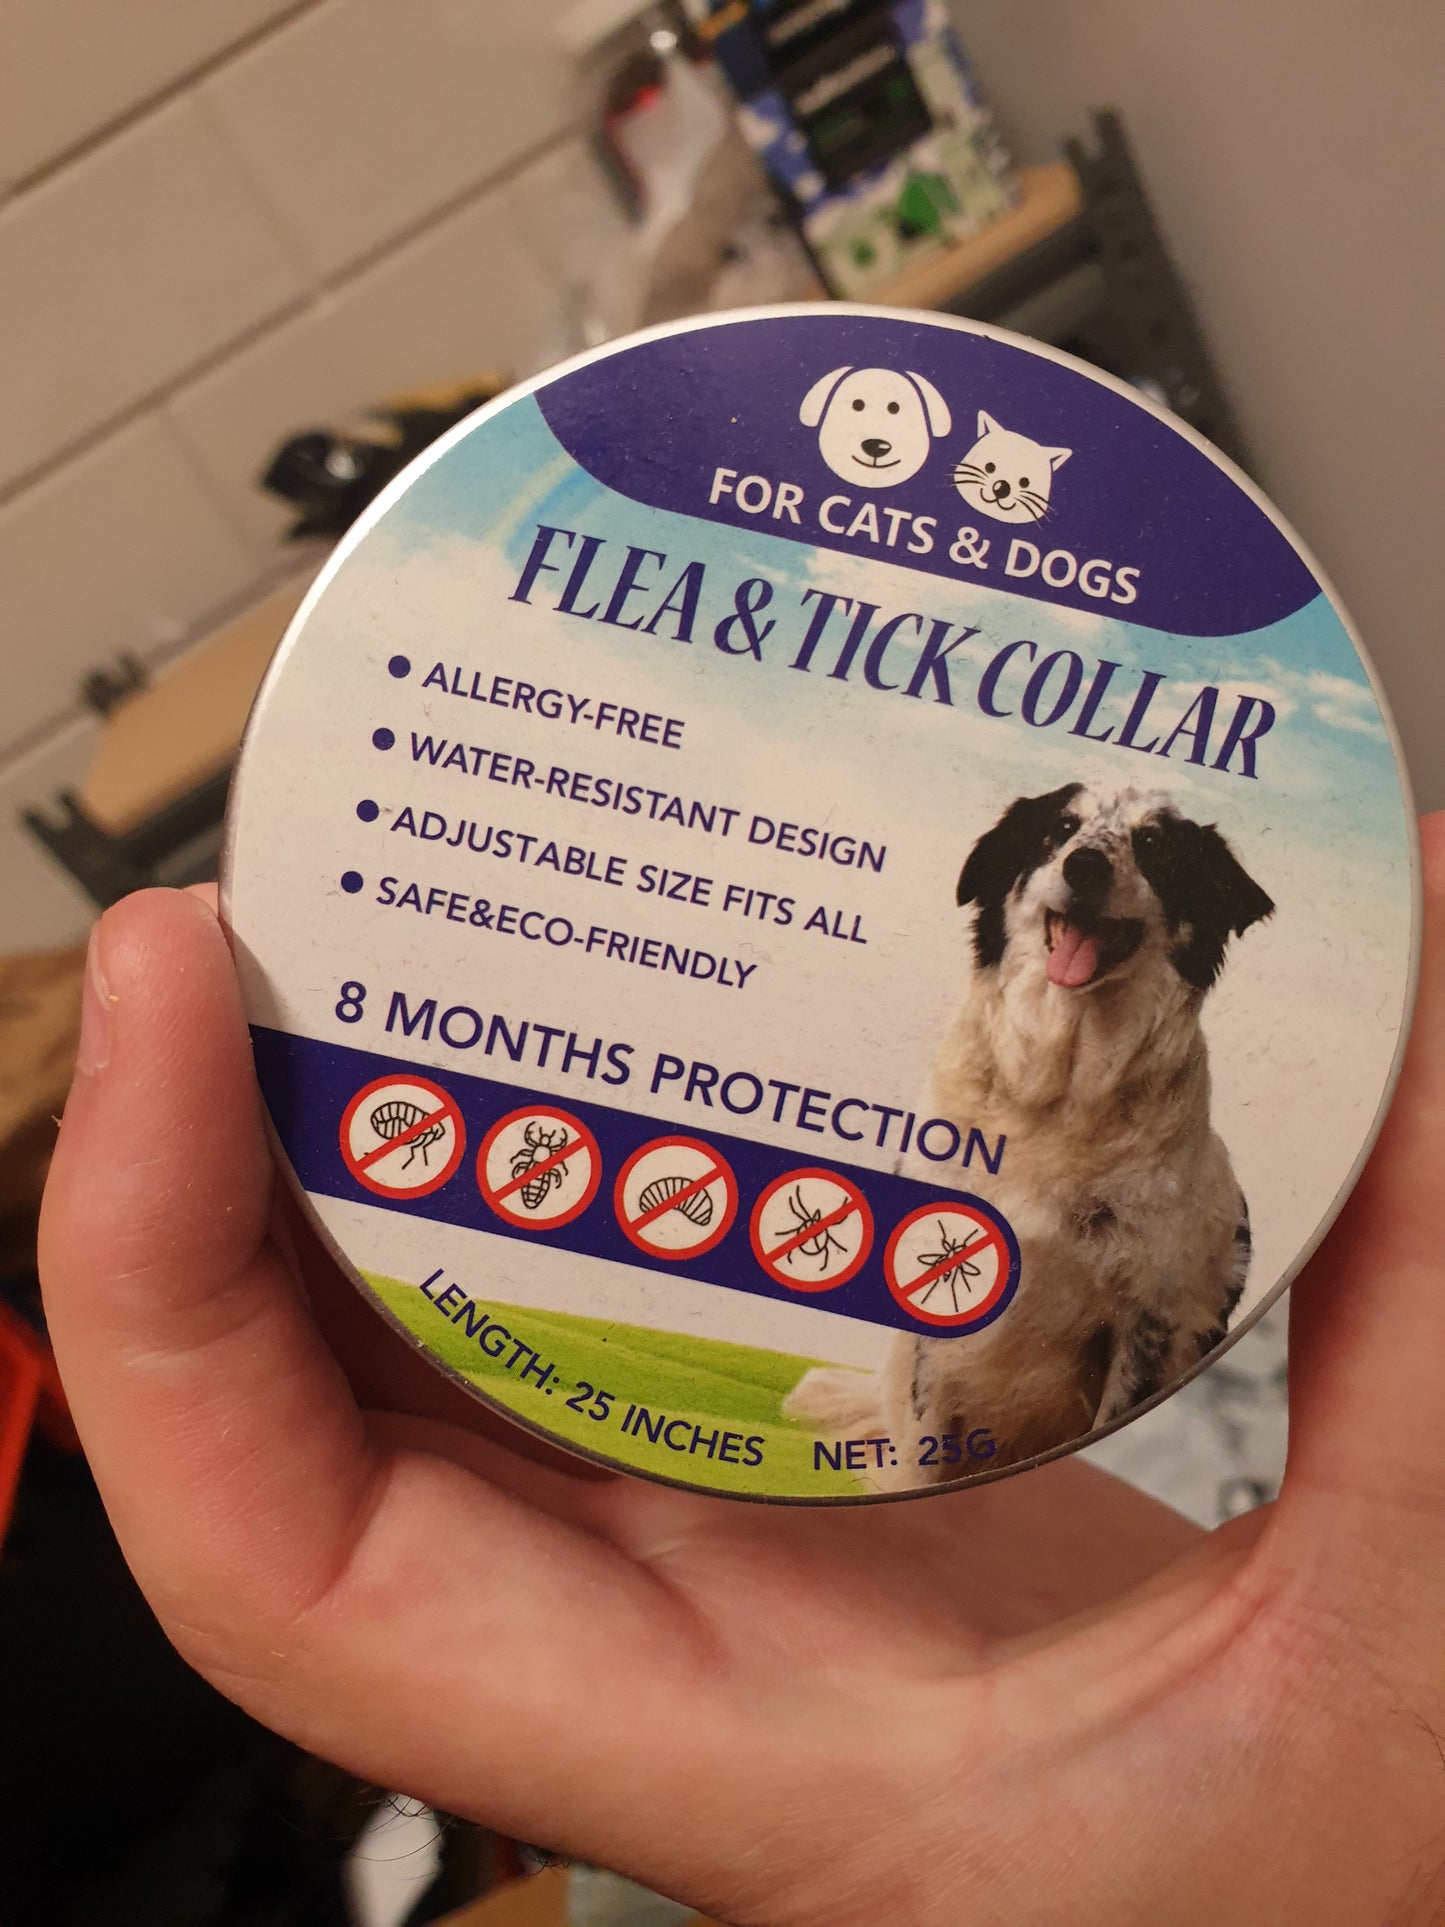 FOR CATS & DOGS
FLEA & TICK COLLAR
• ALLERGY-FREE
• WATER-RESISTANT DESIGN
• ADJUSTABLE SIZE FITS ALL
• SAFE&ECO-FRIENDLY
8 MONTHS PROTECTION
LENGTH: 25 INCHES NET: 25G